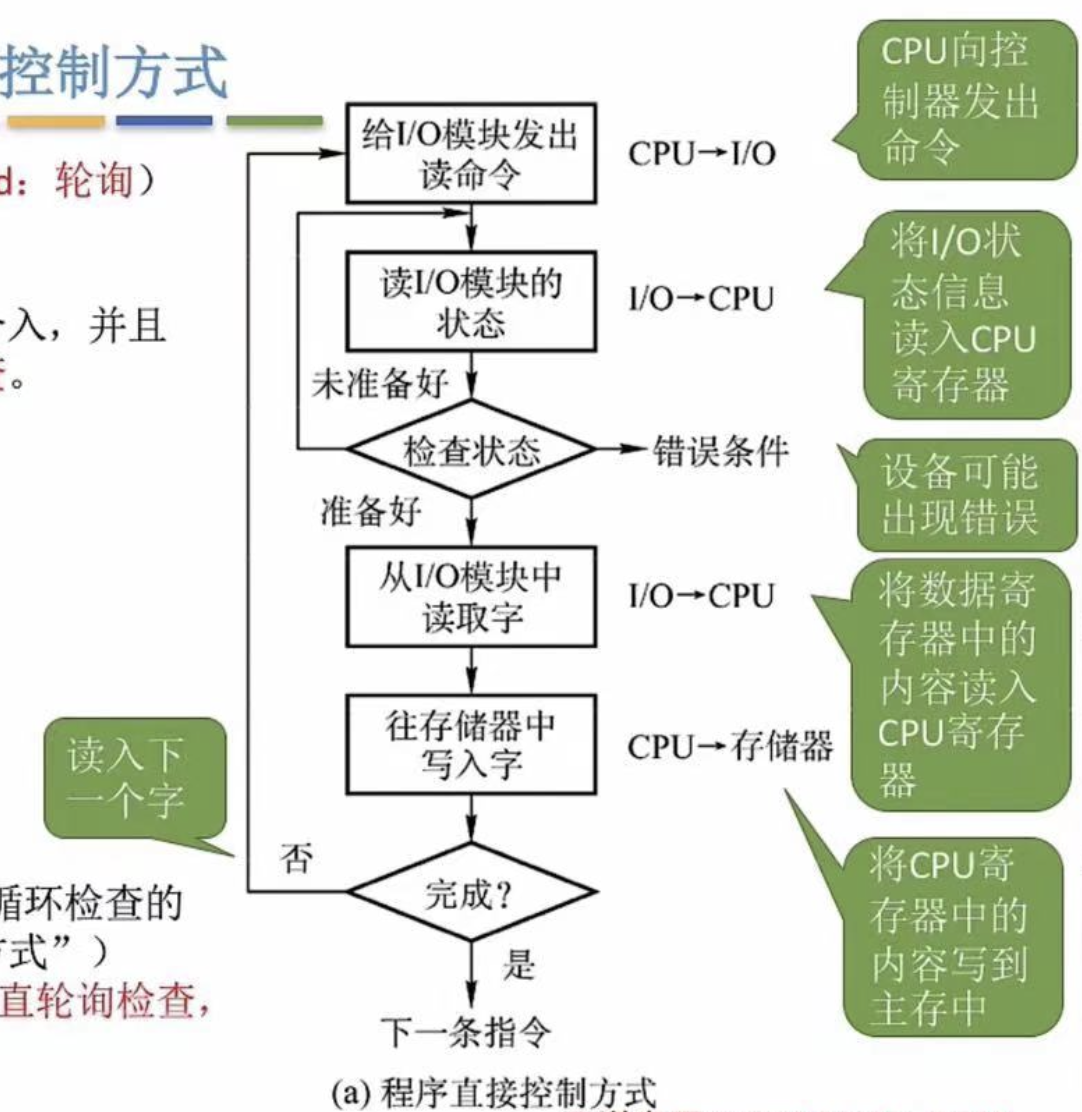 控制方式
d：轮询）
入，并且
。
循环检查的
方式”）
直轮询检查，
给I/O模块发出
读命令
CPU→I/O
CPU向控
制器发出
命令
读I/O模块的
状态
I/O→CPU
将I/O状
态信息
读入CPU
寄存器
未准备好
检查状态
错误条件
设备可能
出现错误
准备好
从I/O模块中
读取字
I/O→CPU
将数据寄
存器中的
内容读入
CPU寄存
器
往存储器中
写入字
CPU→存储器
将CPU寄
存器中的
内容写到
主存中
读入下
一个字
否
完成？
是
下一条指令
(a) 程序直接控制方式